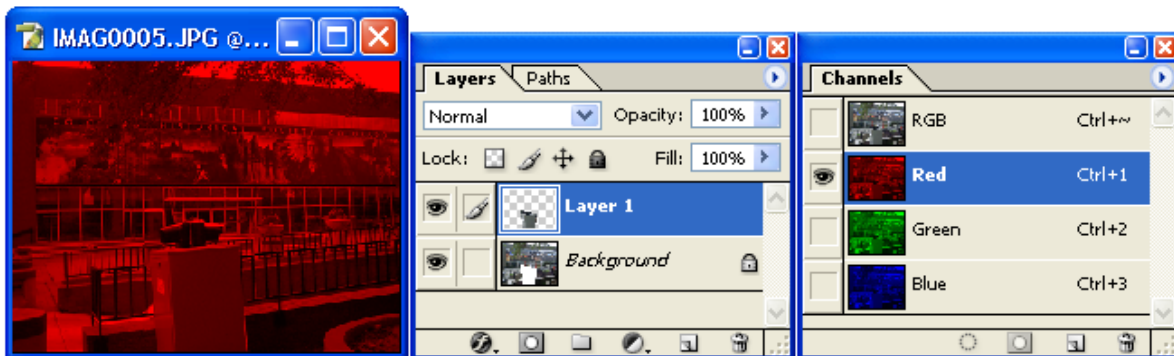 IMAG0005.JPG @...
Layers Paths
Normal Opacity: 100%
Lock: Fill: 100%
Layer 1
Background
Channels
RGB Ctrl+~
Red Ctrl+1
Green Ctrl+2
Blue Ctrl+3